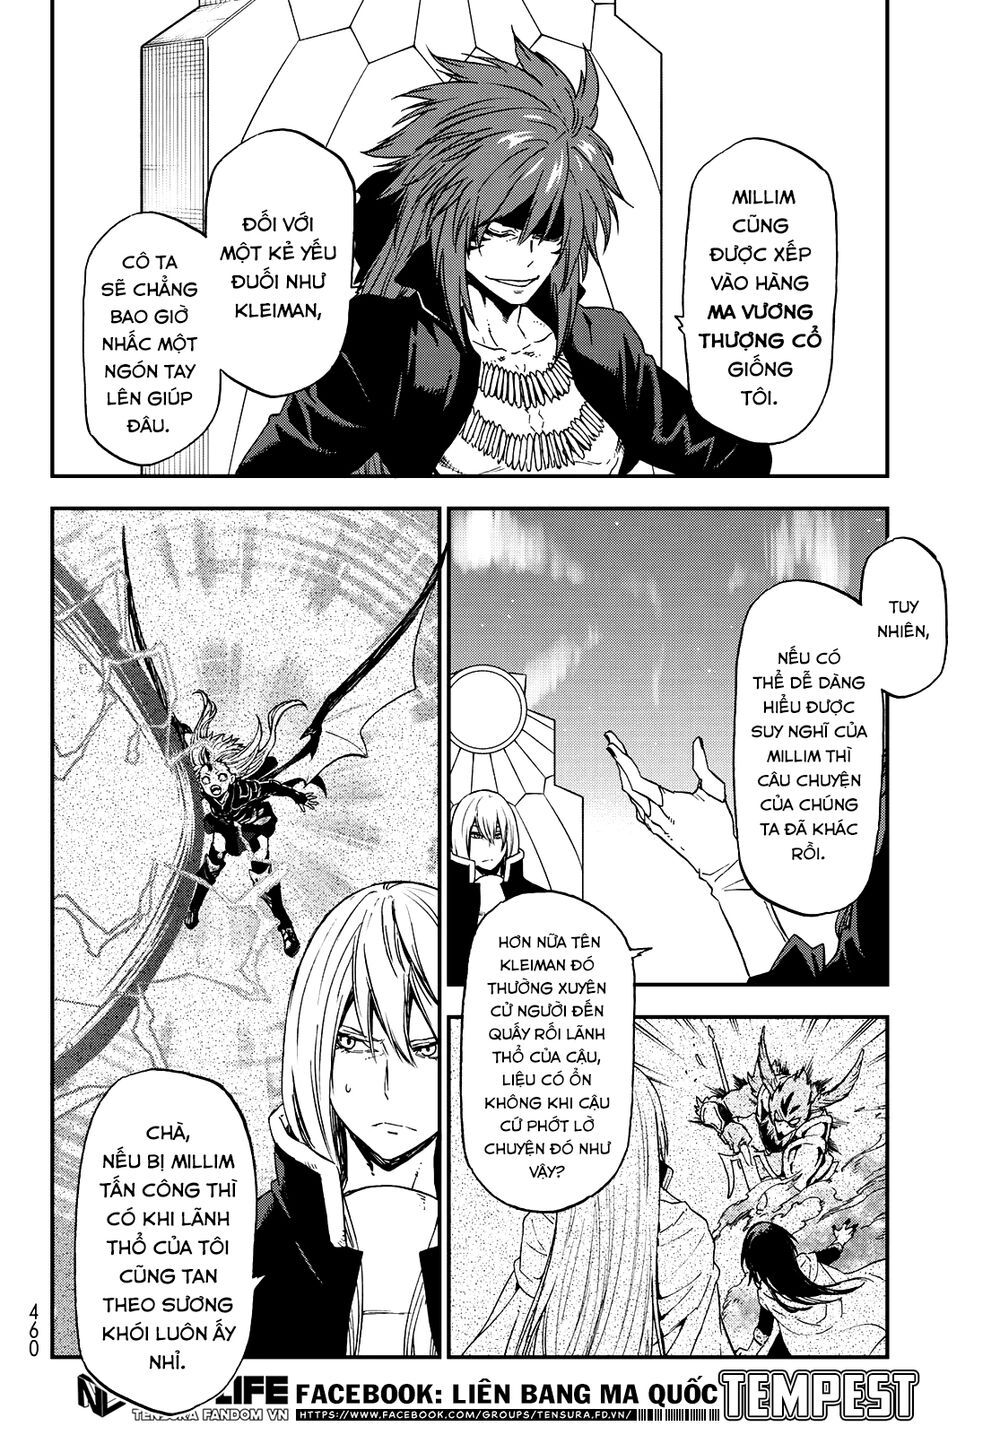 MILLIM
CŨNG
ĐƯỢC XẾP
VÀO HÀNG
MA VƯƠNG
THƯỢNG CỔ
GIỐNG
TÔI.
ĐỐI VỚI
MỘT KẺ YẾU
ĐUỐI NHƯ
KLEIMAN,
CÔ TA
SẼ CHẲNG
BAO GIỜ
NHẤC MỘT
NGÓN TAY
LÊN GIÚP
ĐÂU.
TUY
NHIÊN,
NẾU CÓ
THỂ DỄ DÀNG
HIỂU ĐƯỢC
SUY NGHĨ CỦA
MILLIM THÌ
CÂU CHUYỆN
CỦA CHÚNG
TA ĐÃ KHÁC
RỒI.
HƠN NỮA TÊN
KLEIMAN ĐÓ
THƯỜNG XUYÊN
CỬ NGƯỜI ĐẾN
QUẤY RỐI LÃNH
THỔ CỦA CẬU,
LIỆU CÓ ỔN
KHÔNG KHI CẬU
CỨ PHỚT LỜ
CHUYỆN ĐÓ NHƯ
VẬY?
CHÀ,
NẾU BỊ MILLIM
TẤN CÔNG THÌ
CÓ KHI LÃNH
THỔ CỦA TÔI
CŨNG TAN
THEO SƯƠNG
KHÓI LUÔN ẤY
NHỈ.
460
LIFE
TENSURA FANDOM VN
FACEBOOK: LIÊN BANG MA QUỐC
HTTPS://WWW.FACEBOOK.COM/GROUPS/TENSURA.FD.VN/
TEMPEST